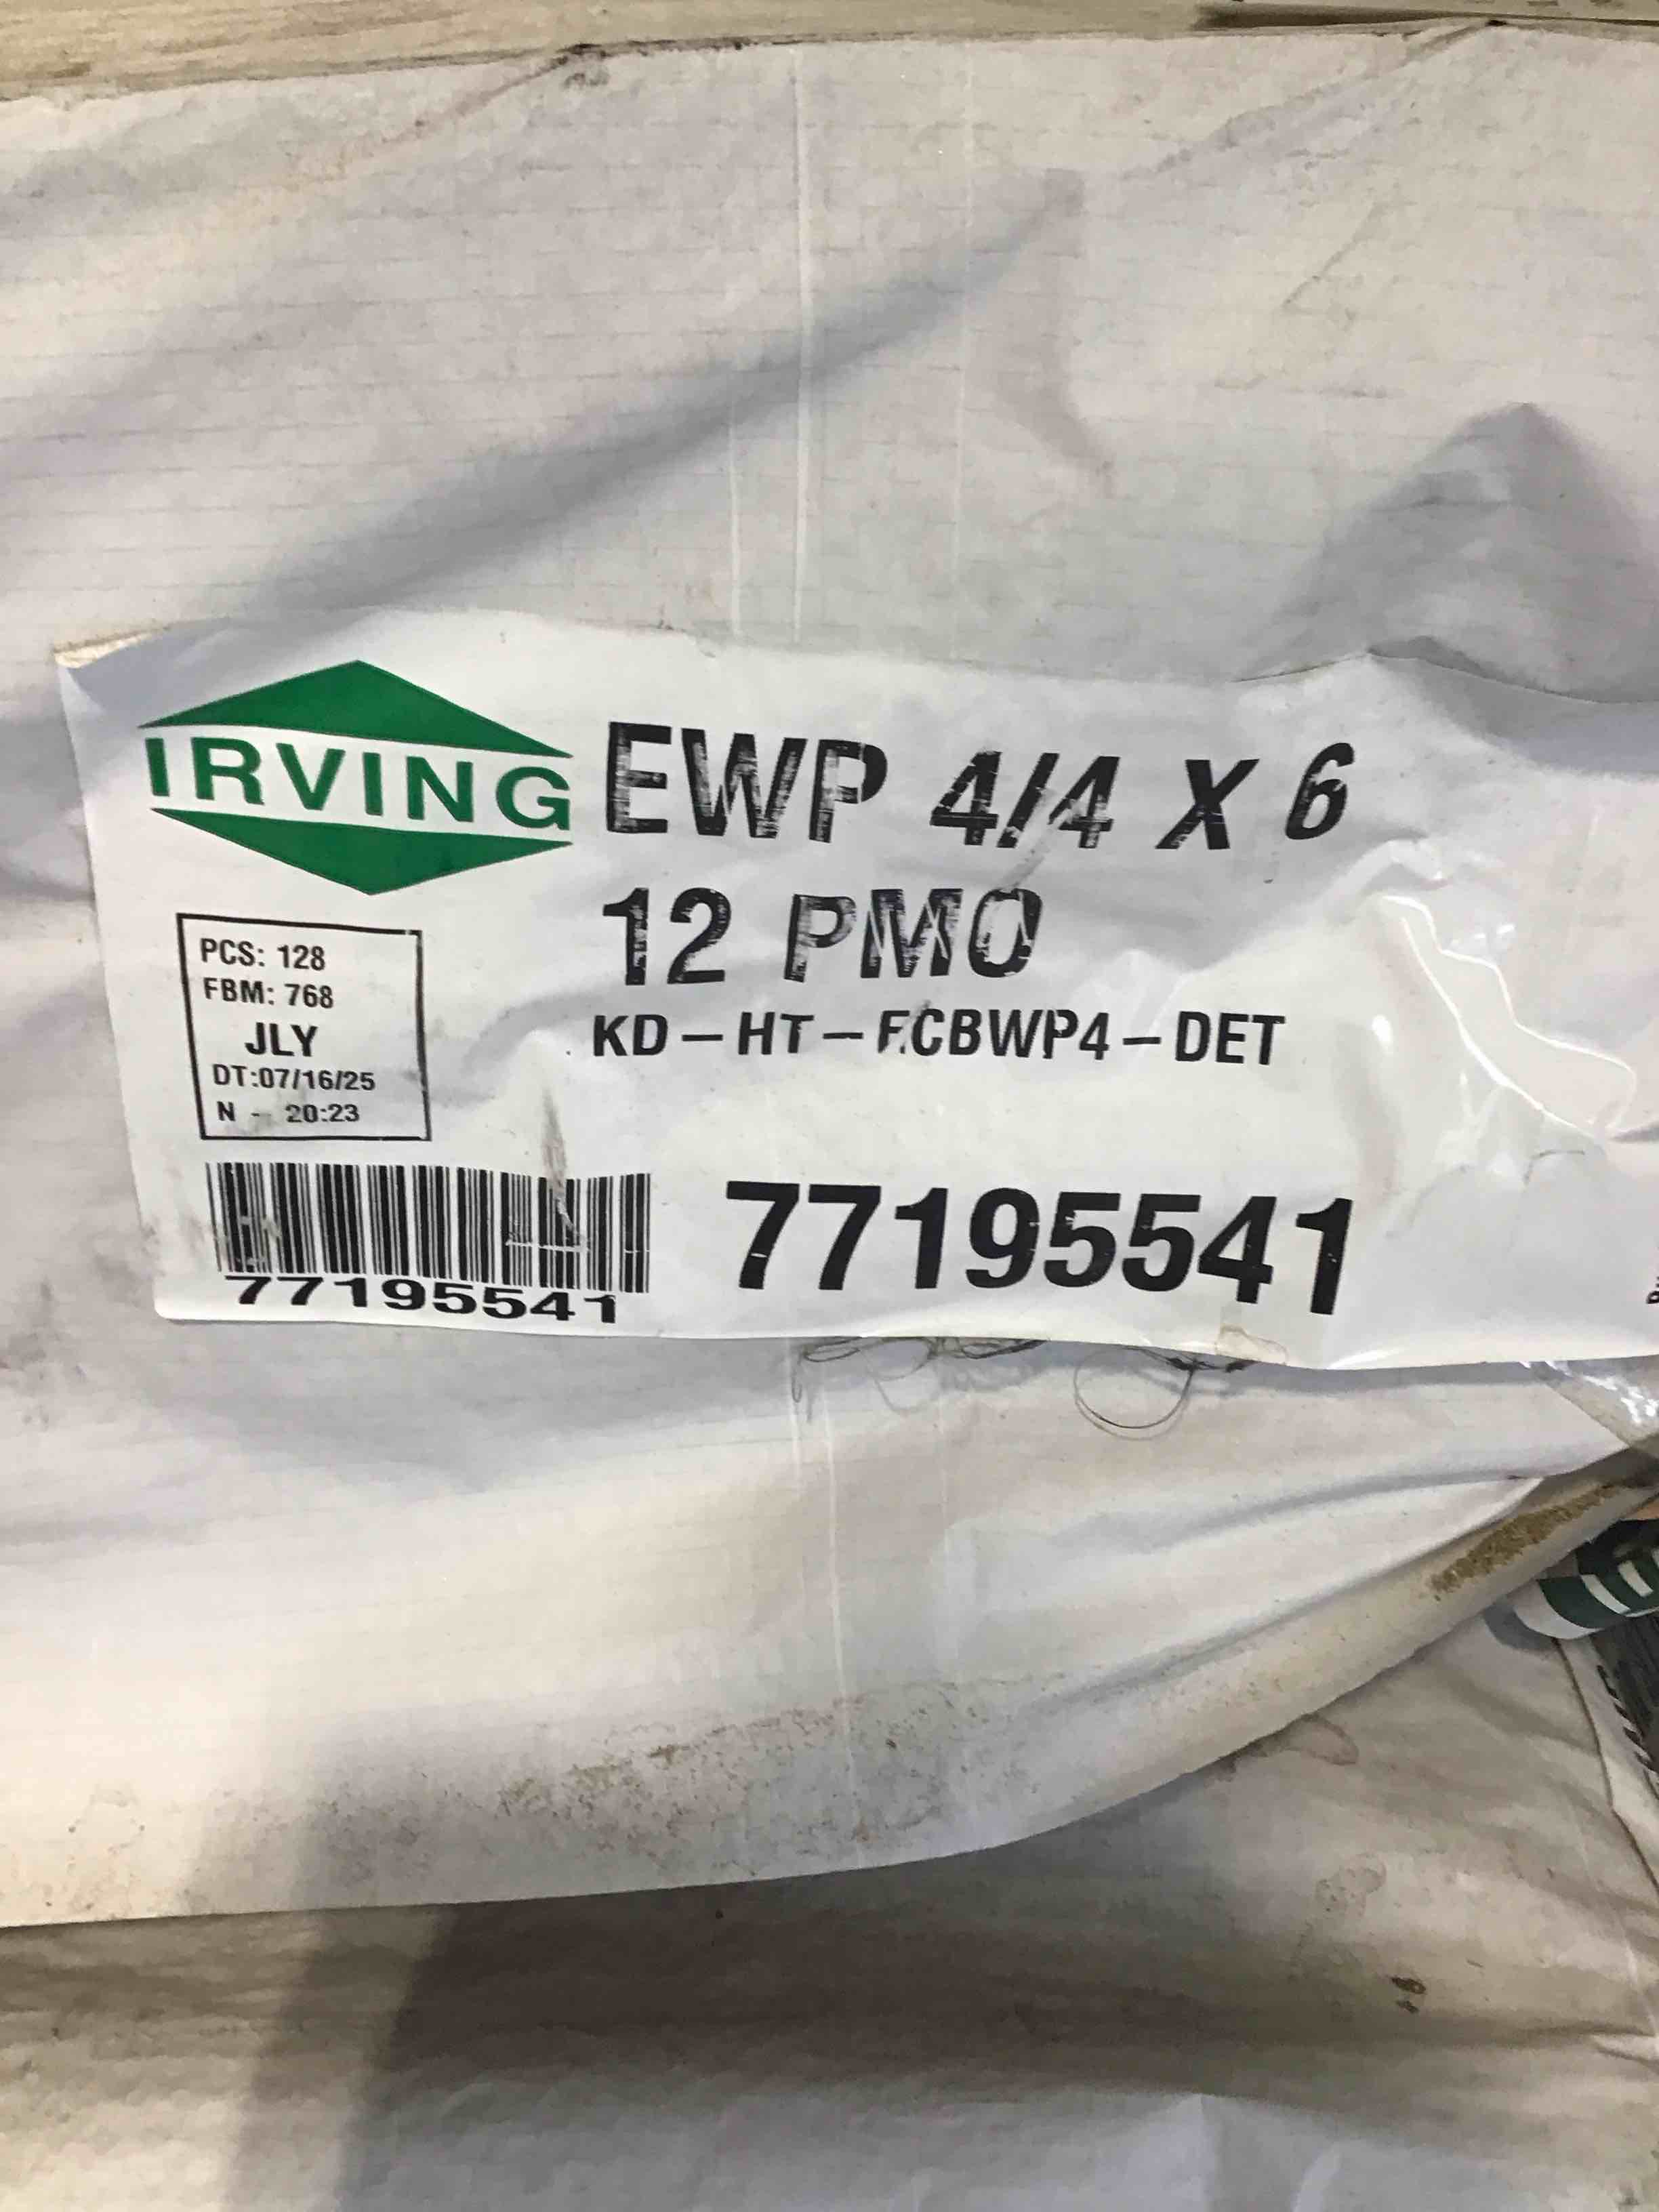 IRVING
EWP 4/4 X 6
12 PMO
KD-HT-FCBWP4-DET
PCS: 128
FBM: 768
JLY
DT:07/16/25
N - 20:23
77195541
77195541